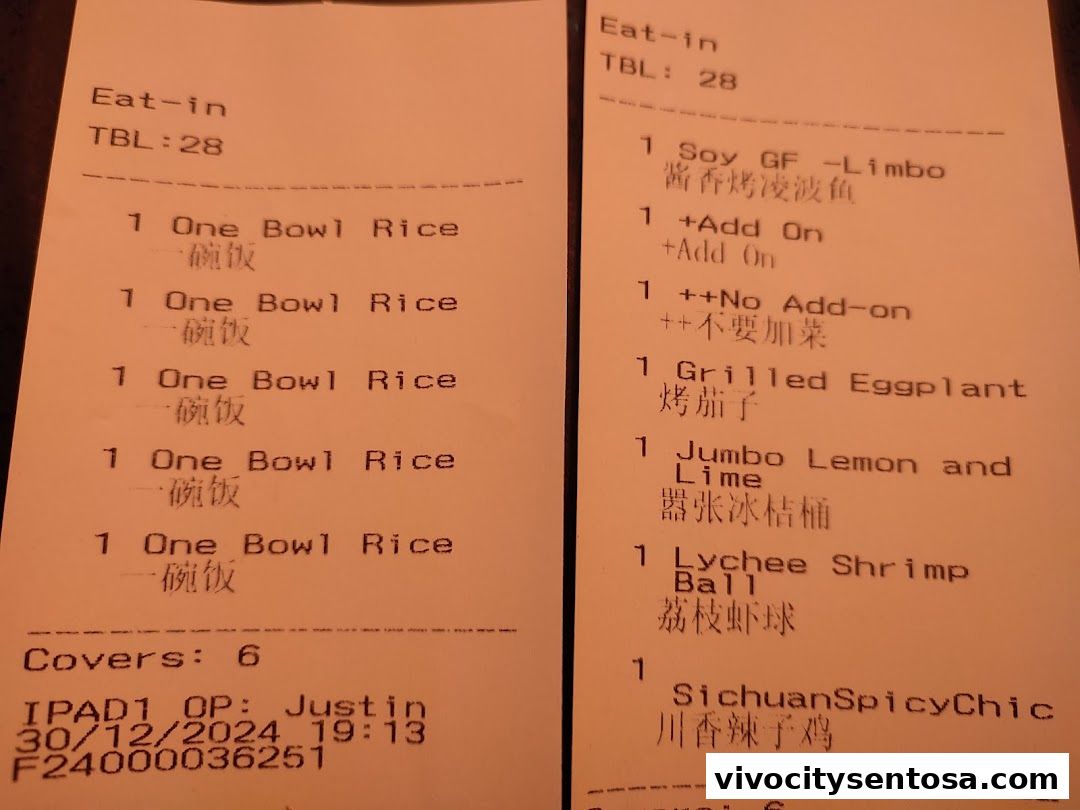 Eat-in
TBL:28
1 One Bowl Rice
一碗饭
1 One Bowl Rice
一碗饭
1 One Bowl Rice
一碗饭
1 One Bowl Rice
一碗饭
1 One Bowl Rice
一碗饭
Covers: 6
IPAD1 OP: Justin
30/12/2024 19:13
F24000036251
Eat-in
TBL: 28
1 Soy GF -Limbo
酱香烤凌波鱼
1 +Add On
+Add On
1 ++No Add-on
++不要加菜
1 Grilled Eggplant
烤茄子
1 Jumbo Lemon and
Lime
嚣张冰桔桶
1 Lychee Shrimp
Ball
荔枝虾球
1
SichuanSpicyChic
川香辣子鸡
Covers: 6
vivocitysentosa.com